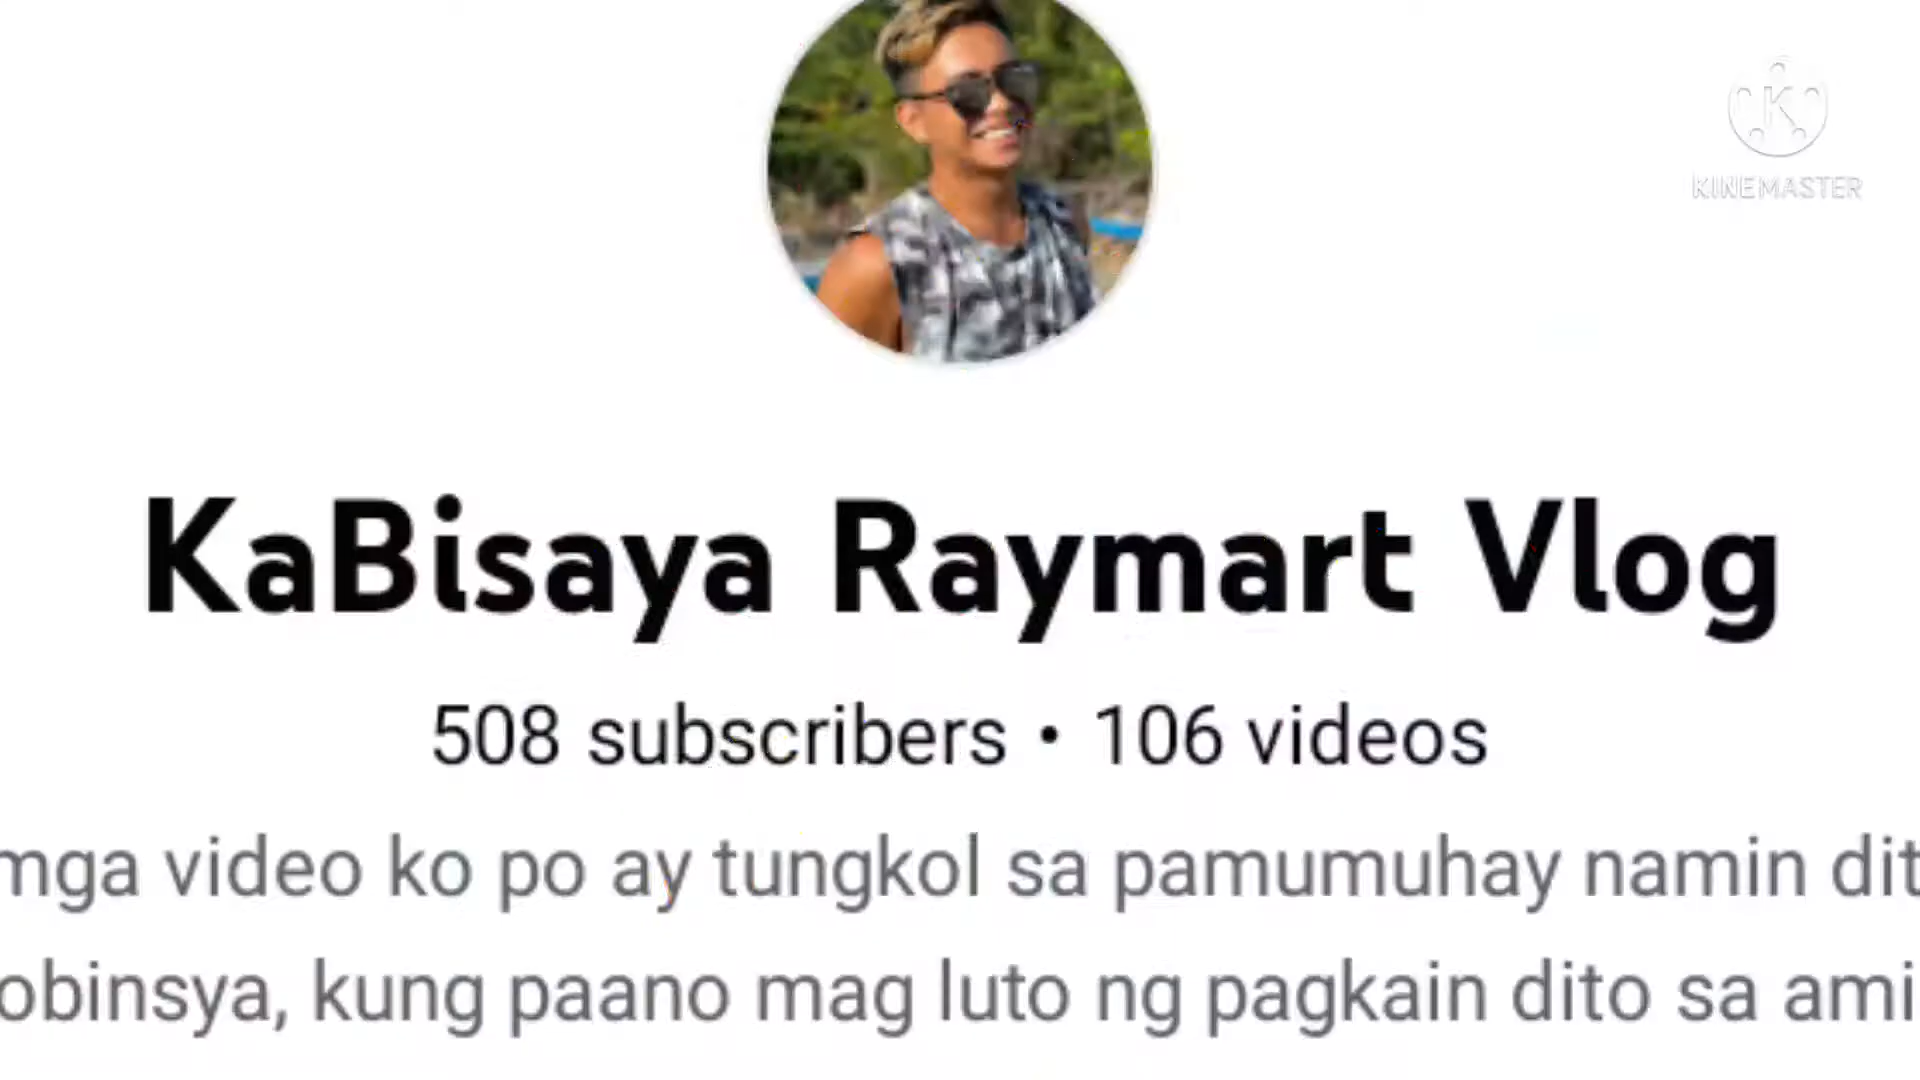 KINEMASTER
KaBisaya Raymart Vlog
508 subscribers • 106 videos
mga video ko po ay tungkol sa pamumuhay namin dit
obinsya, kung paano mag luto ng pagkain dito sa ami